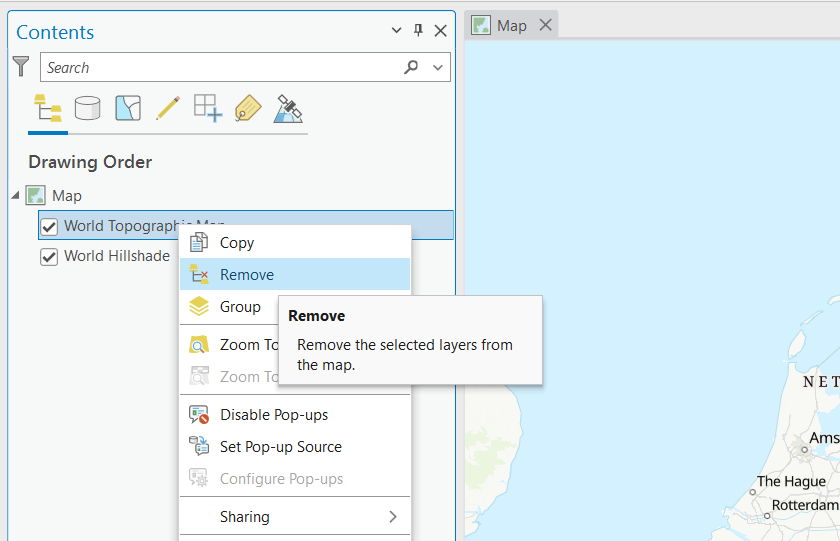 Contents
Map
Search
Drawing Order
Map
World Topographic Map
World Hillshade
Copy
Remove
Group
Remove
Remove the selected layers from
the map.
Zoom To
Zoom To
Disable Pop-ups
Set Pop-up Source
Configure Pop-ups
Sharing
NET
Ams
The Hague
Rotterdam